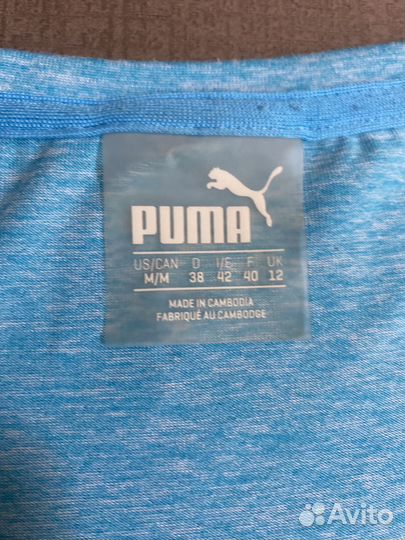 PUMA
US/CAN D I/E F UK
M/M 38 42 40 12
MADE IN CAMBODIA
FABRIQUÉ AU CAMBODGE
Avito